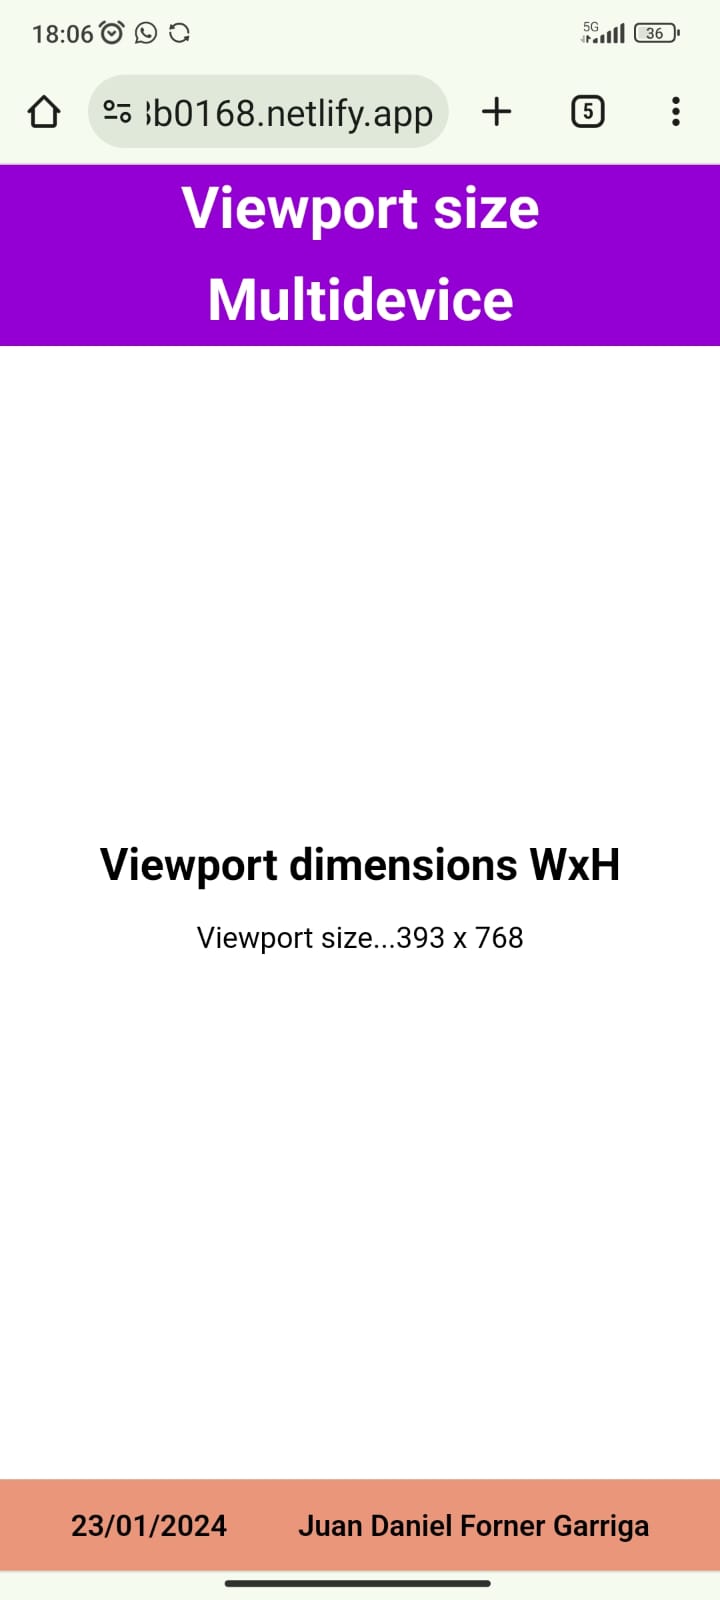 18:06 5G 36
b0168.netlify.app 5
Viewport size
Multidevice
Viewport dimensions WxH
Viewport size...393 x 768
23/01/2024 Juan Daniel Forner Garriga